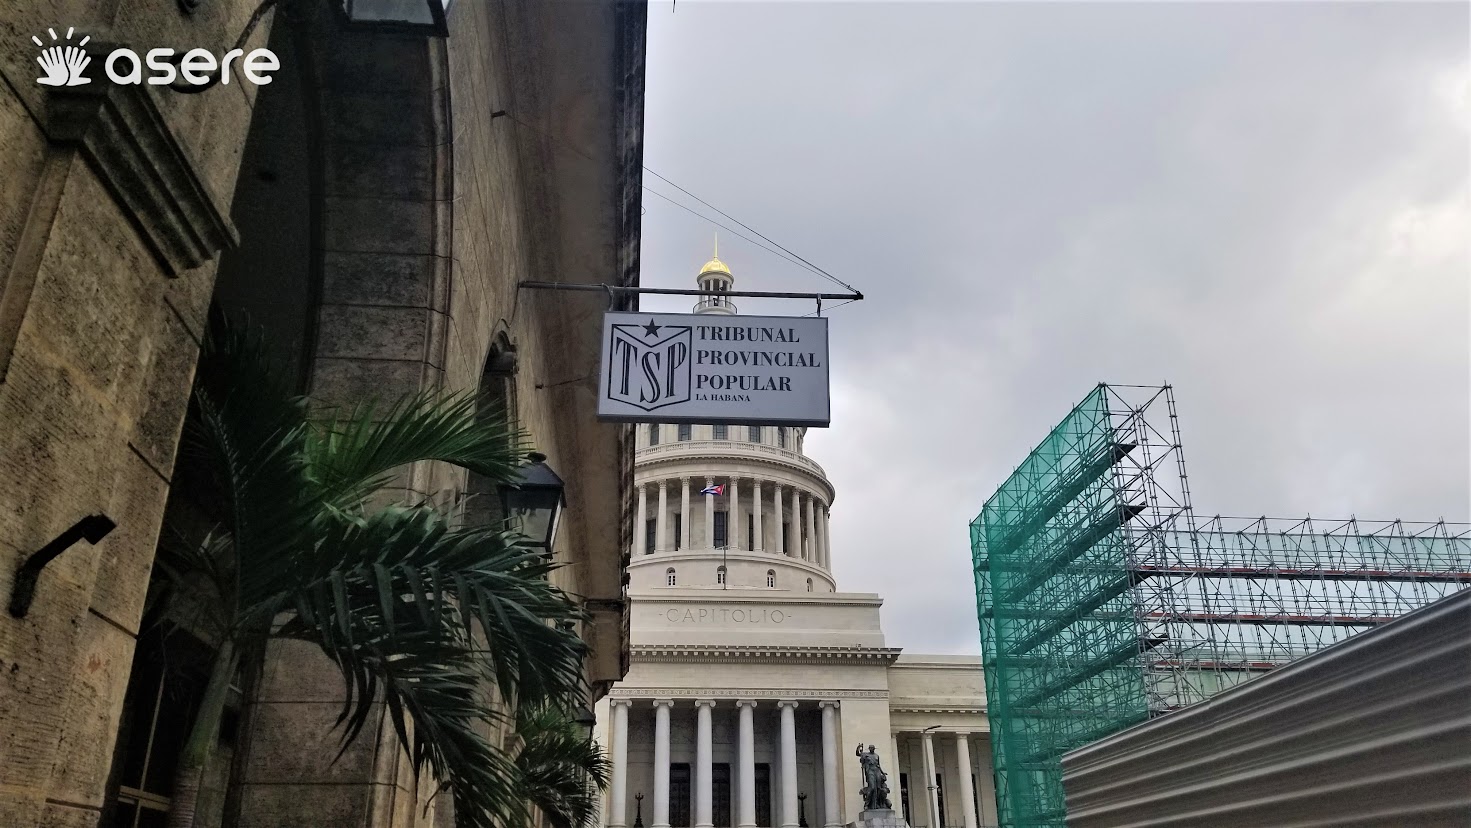 asere
TSP
TRIBUNAL
PROVINCIAL
POPULAR
LA HABANA
-CAPITOLIO-